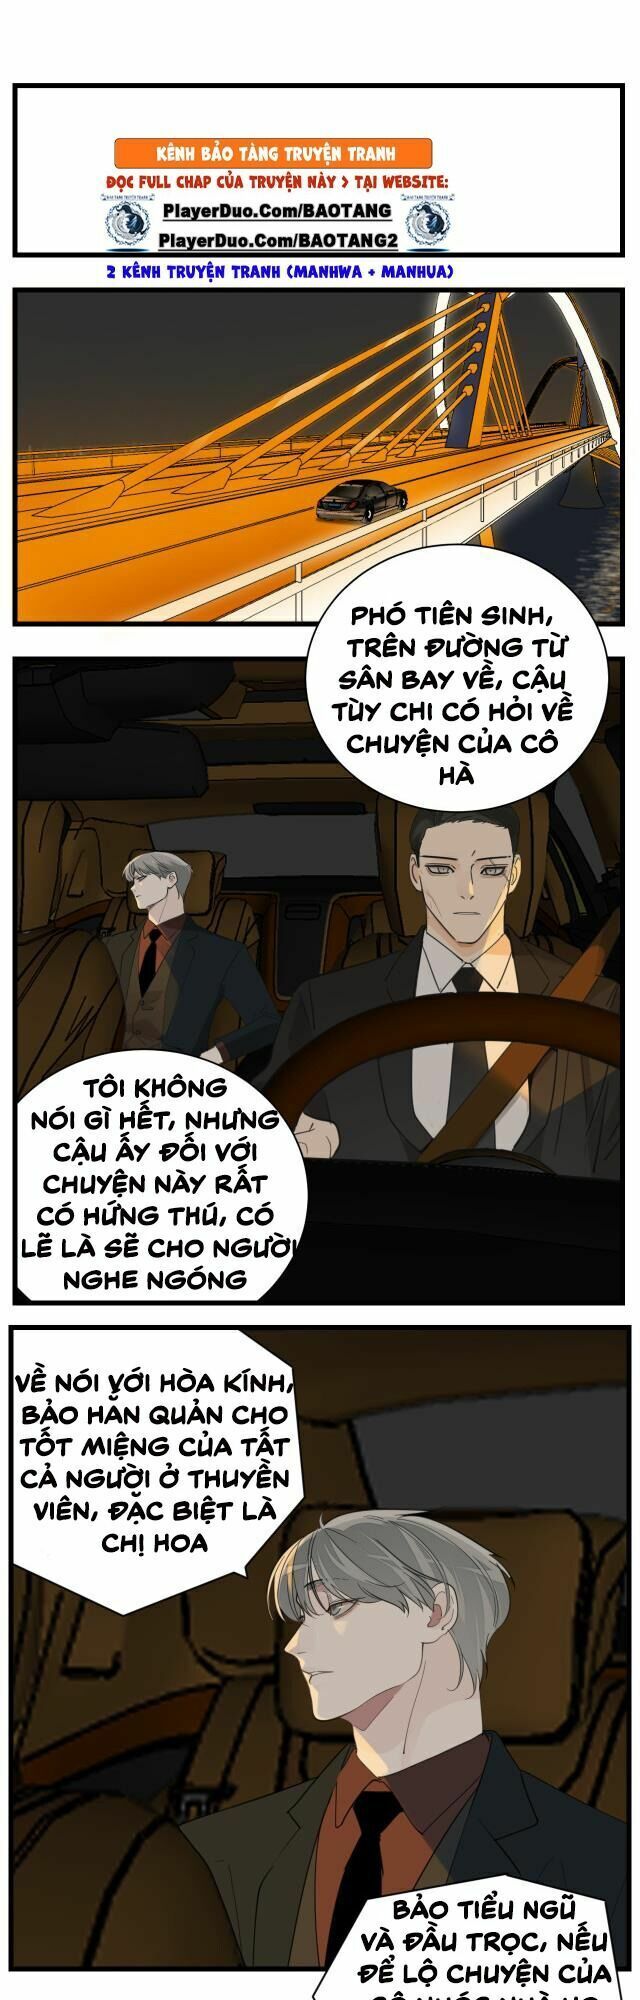 KÊNH BẢO TÀNG TRUYỆN TRANH
ĐỌC FULL CHAP CỦA TRUYỆN NÀY > TẠI WEBSITE:
PlayerDuo.Com/BAOTANG
PlayerDuo.Com/BAOTANG2
2 KÊNH TRUYỆN TRANH (MANHWA + MANHUA)
PHÓ TIÊN SINH,
TRÊN ĐƯỜNG TỪ
SÂN BAY VỀ, CẬU
TÙY CHI CÓ HỎI VỀ
CHUYỆN CỦA CÔ
HÀ
TÔI KHÔNG
NÓI GÌ HẾT, NHƯNG
CẬU ẤY ĐỐI VỚI
CHUYỆN NÀY RẤT
CÓ HỨNG THÚ, CÓ
LẼ LÀ SẼ CHO NGƯỜI
NGHE NGÓNG
VỀ NÓI VỚI HÒA KÍNH,
BẢO HẮN QUẢN CHO
TỐT MIỆNG CỦA TẤT
CẢ NGƯỜI Ở THUYỀN
VIÊN, ĐẶC BIỆT LÀ
CHỊ HOA
BẢO TIỂU NGŨ
VÀ ĐẦU TRỌC, NẾU
ĐỂ LỘ CHUYỆN CỦA